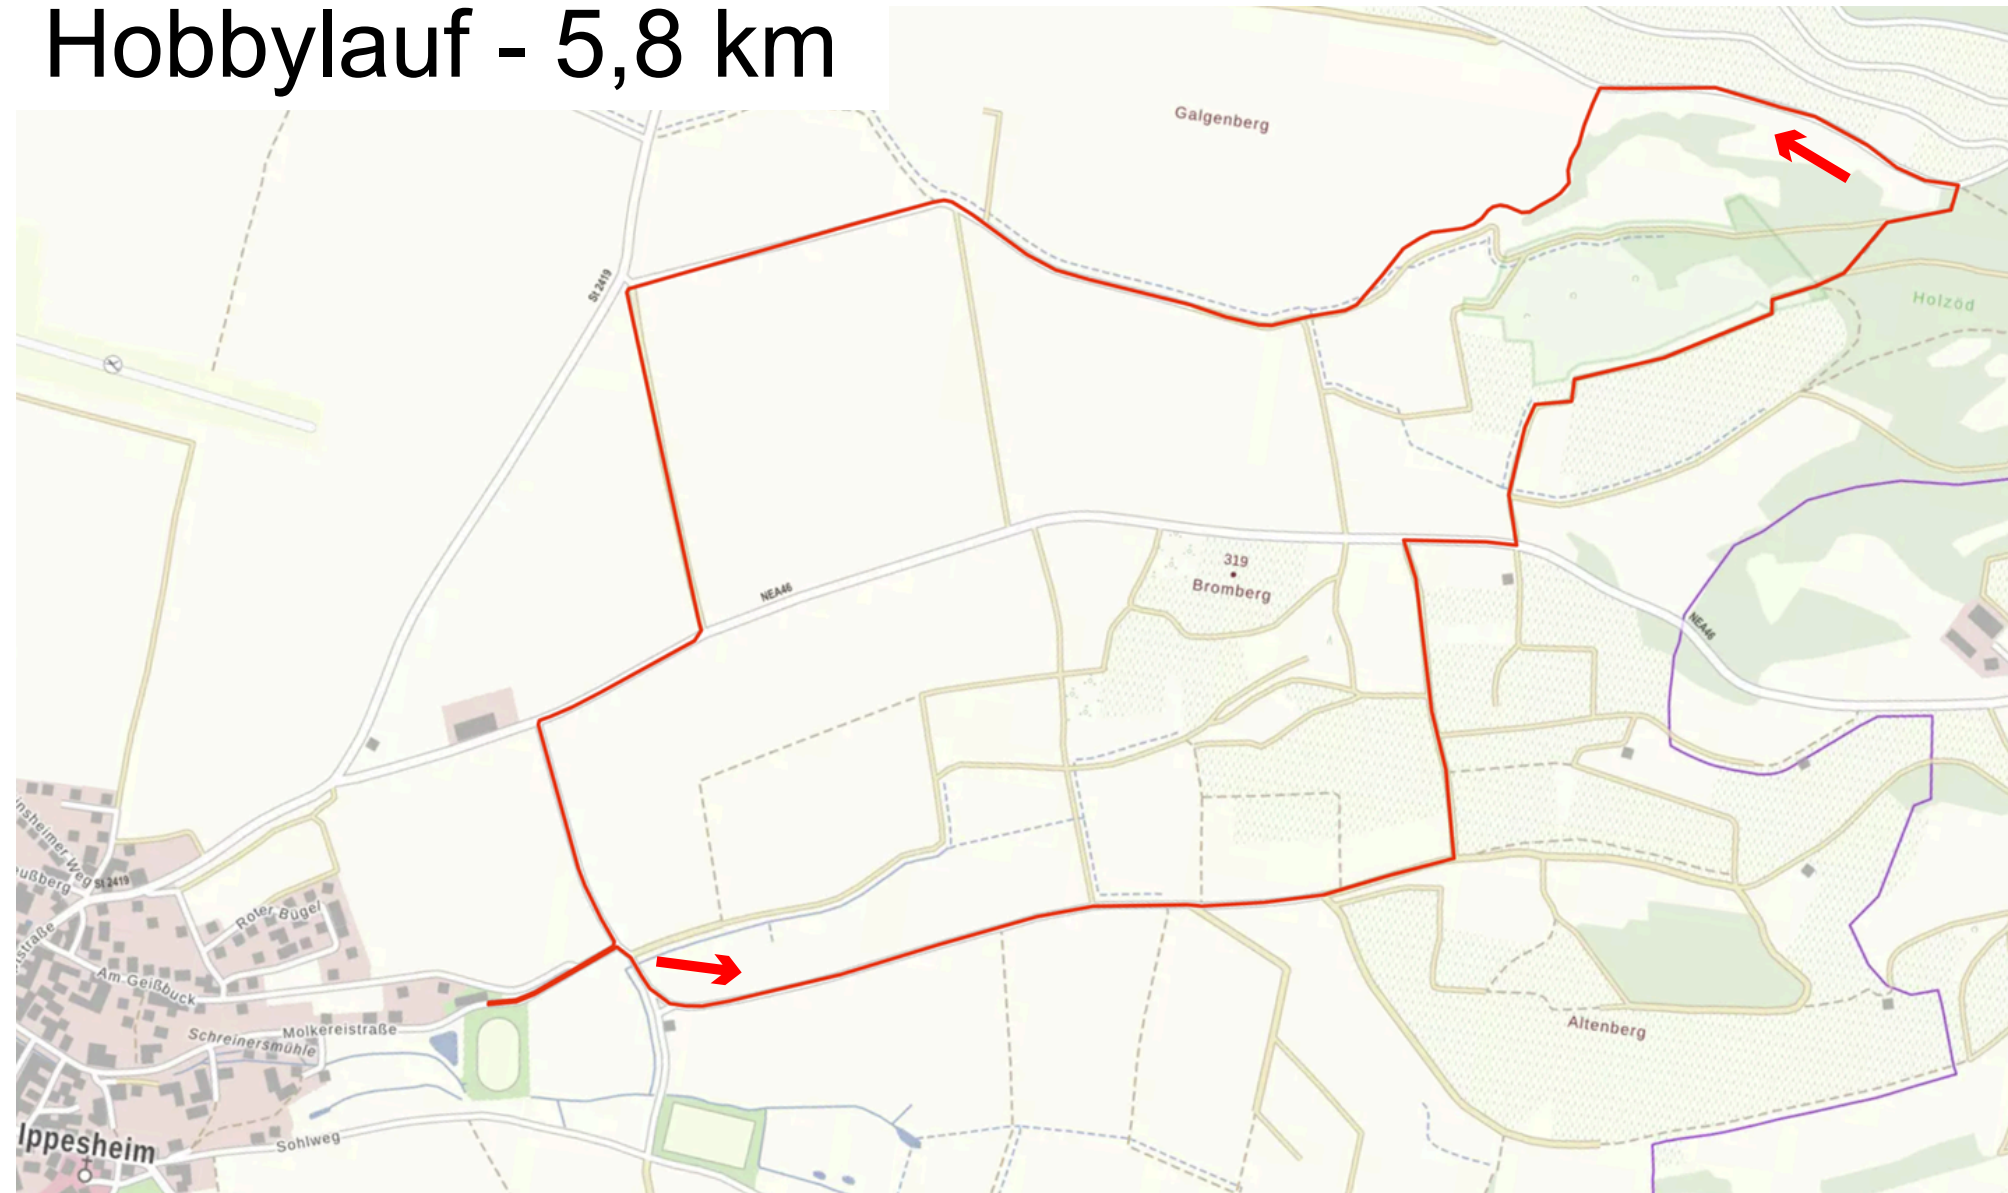 Hobbylauf - 5,8 km
Galgenberg
St 2419
Holzöd
319
Bromberg
NEA46
NEA46
St 2419
Roter Bügel
Am Geißbuck
Molkereistraße
Schreinersmühle
Altenberg
Ippesheim
Sohlweg